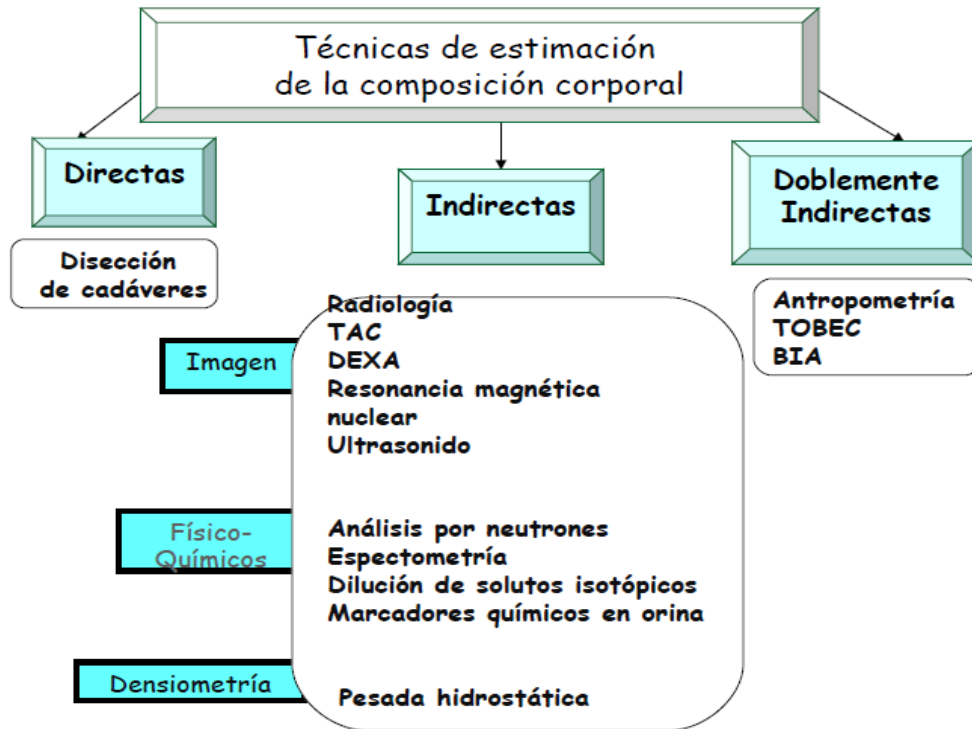 Técnicas de estimación
de la composición corporal
Directas
Disección
de cadáveres
Indirectas
Imagen
Radiología
TAC
DEXA
Resonancia magnética
nuclear
Ultrasonido
Físico-
Químicos
Análisis por neutrones
Espectometría
Dilución de solutos isotópicos
Marcadores químicos en orina
Densiometría
Pesada hidrostática
Doblemente
Indirectas
Antropometría
TOBEC
BIA